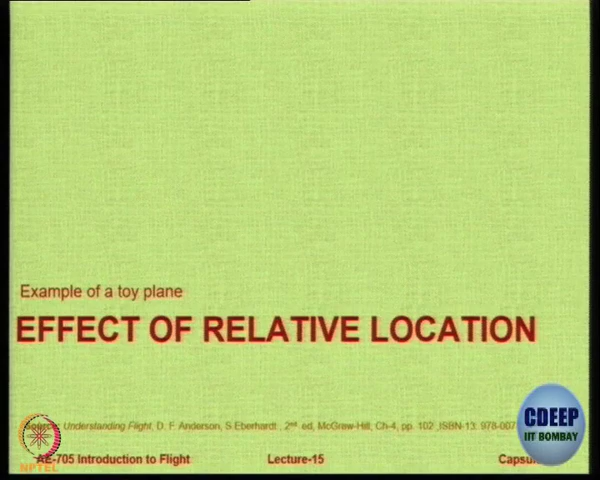 Example of a toy plane
EFFECT OF RELATIVE LOCATION
Source: Understanding Flight, D. F. Anderson, S.Eberhardt , 2nd ed, McGraw-Hill, Ch-4, pp. 102 ,ISBN-13: 978-007
AE-705 Introduction to Flight Lecture-15
NPTEL
CDEEP
IIT BOMBAY